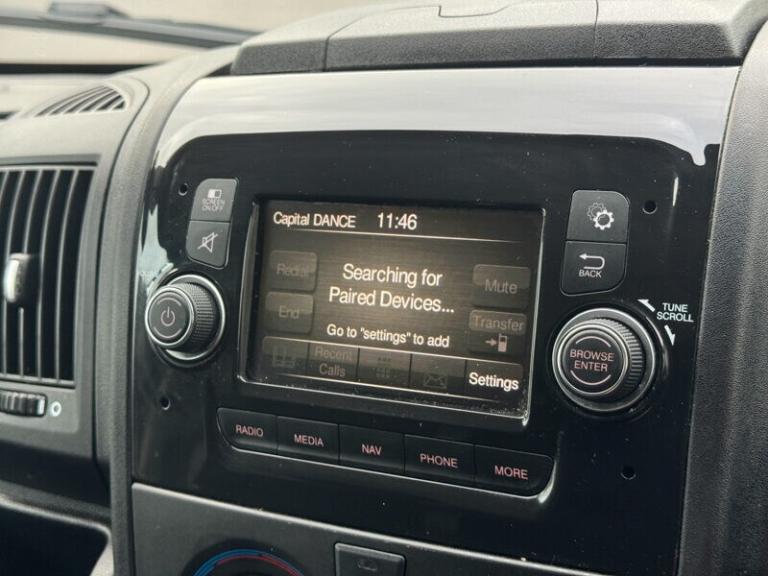 SCREEN
ON/OFF
Capital DANCE 11:46
Redial
Searching for
Paired Devices...
Mute
End
Go to "settings" to add
Transfer
Recent
Calls
Settings
BACK
TUNE
SCROLL
BROWSE
ENTER
RADIO
MEDIA
NAV
PHONE
MORE